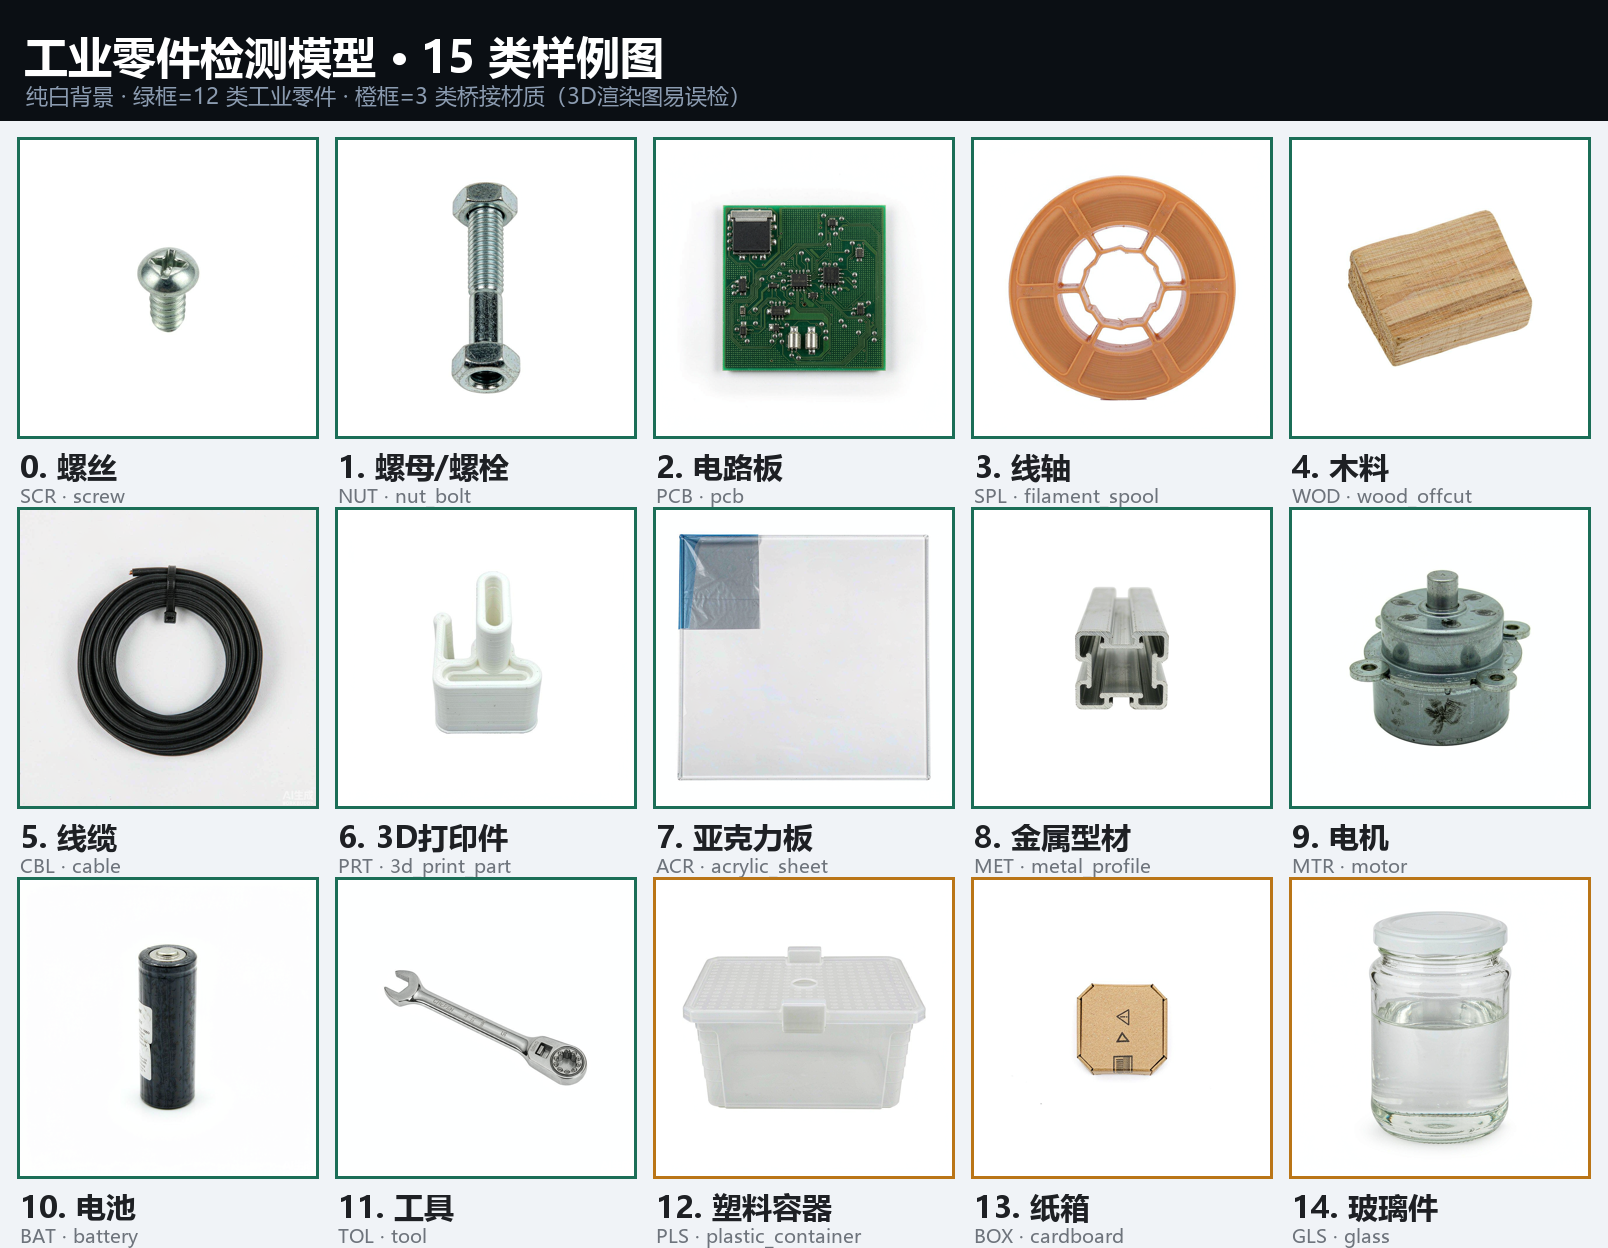 工业零件检测模型 • 15 类样例图
纯白背景 · 绿框=12 类工业零件 · 橙框=3 类桥接材质（3D渲染图易误检）
0. 螺丝
SCR · screw
1. 螺母/螺栓
NUT · nut_bolt
2. 电路板
PCB · pcb
3. 线轴
SPL · filament_spool
4. 木料
WOD · wood_offcut
5. 线缆
CBL · cable
6. 3D打印件
PRT · 3d_print_part
7. 亚克力板
ACR · acrylic_sheet
8. 金属型材
MET · metal_profile
9. 电机
MTR · motor
10. 电池
BAT · battery
11. 工具
TOL · tool
12. 塑料容器
PLS · plastic_container
13. 纸箱
BOX · cardboard
14. 玻璃件
GLS · glass